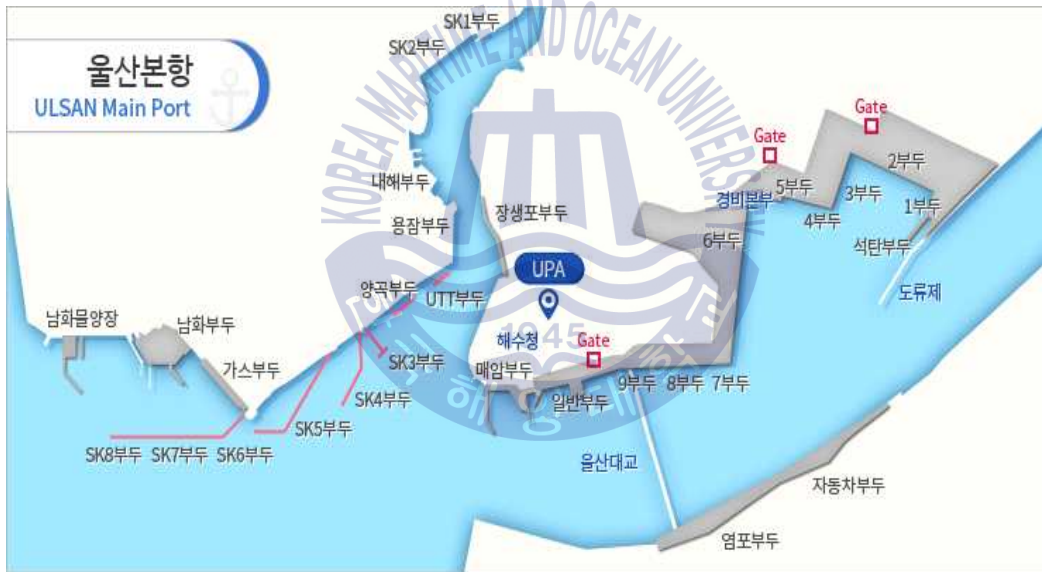 울산본항
ULSAN Main Port
SK1부두
SK2부두
내해부두
용잠부두
장생포부두
양곡부두
UTT부두
UPA
해수청
Gate
Gate
Gate
경비본부
5부두
4부두
3부두
2부두
1부두
석탄부두
도류제
6부두
남화물양장
남화부두
가스부두
SK3부두
SK4부두
SK5부두
SK8부두 SK7부두 SK6부두
매암부두
일반부두
9부두 8부두 7부두
울산대교
자동차부두
염포부두
KOREA MARITIME AND OCEAN UNIVERSITY
1945